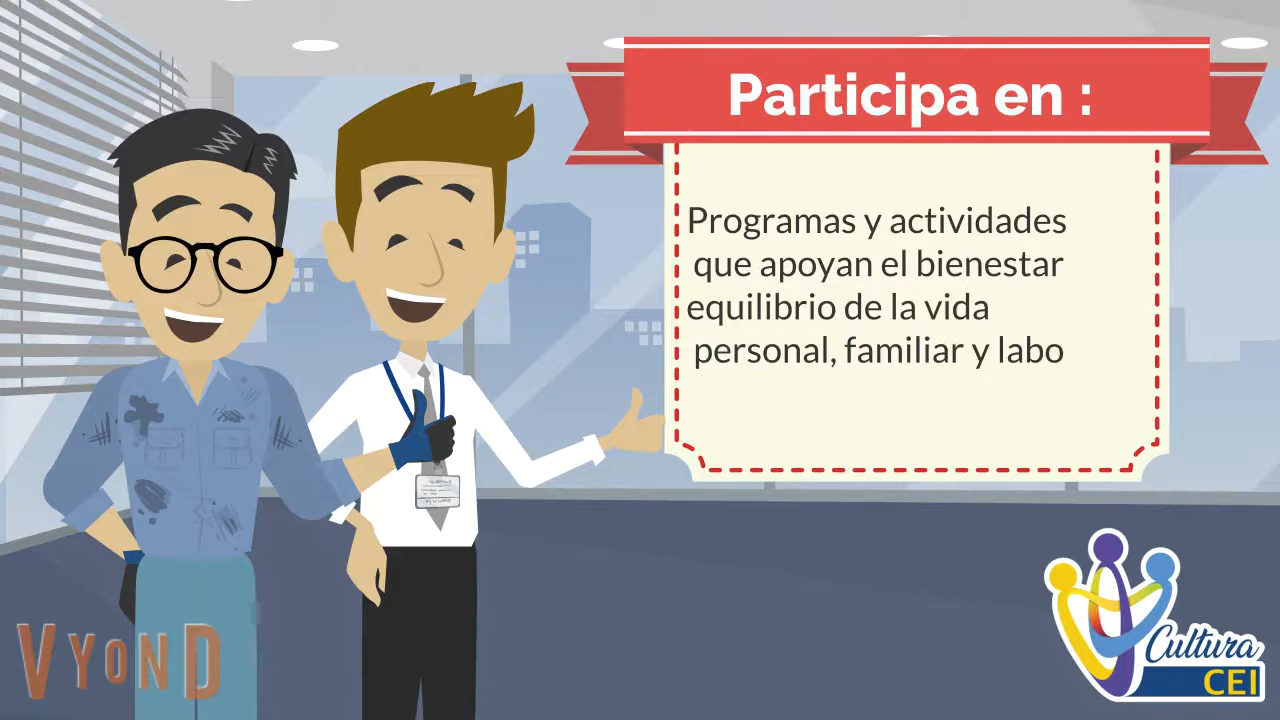 Participa en :
Programas y actividades
que apoyan el bienestar
equilibrio de la vida
personal, familiar y labo
VYOND
Cultura
CEI